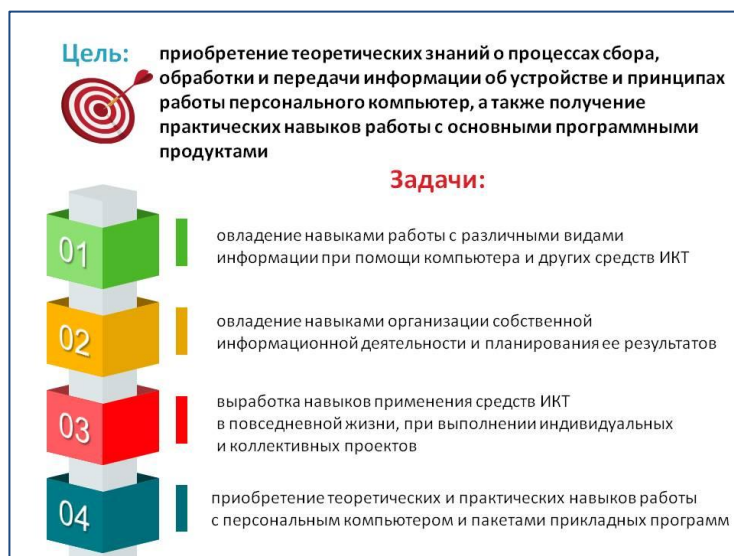 Цель:
приобретение теоретических знаний о процессах сбора,
обработки и передачи информации об устройстве и принципах
работы персонального компьютер, а также получение
практических навыков работы с основными программными
продуктами
Задачи:
01
овладение навыками работы с различными видами
информации при помощи компьютера и других средств ИКТ
02
овладение навыками организации собственной
информационной деятельности и планирования ее результатов
03
выработка навыков применения средств ИКТ
в повседневной жизни, при выполнении индивидуальных
и коллективных проектов
04
приобретение теоретических и практических навыков работы
с персональным компьютером и пакетами прикладных программ